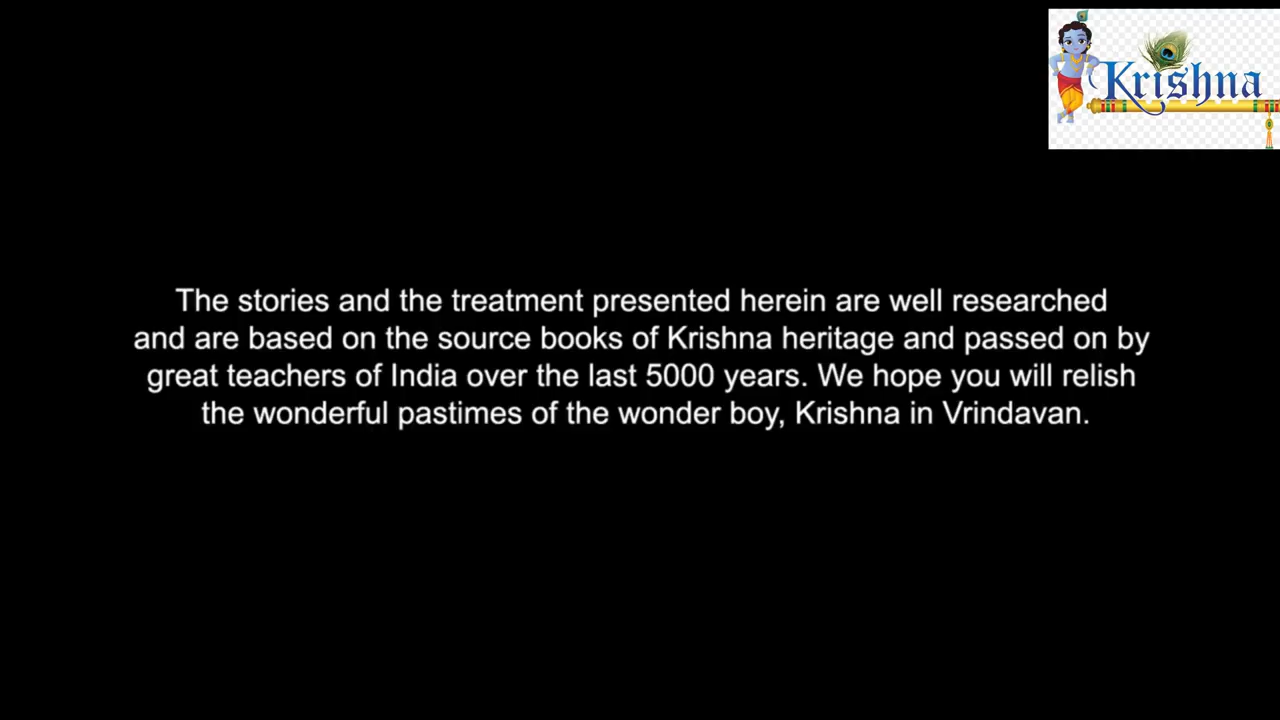 Krishna
The stories and the treatment presented herein are well researched
and are based on the source books of Krishna heritage and passed on by
great teachers of India over the last 5000 years. We hope you will relish
the wonderful pastimes of the wonder boy, Krishna in Vrindavan.